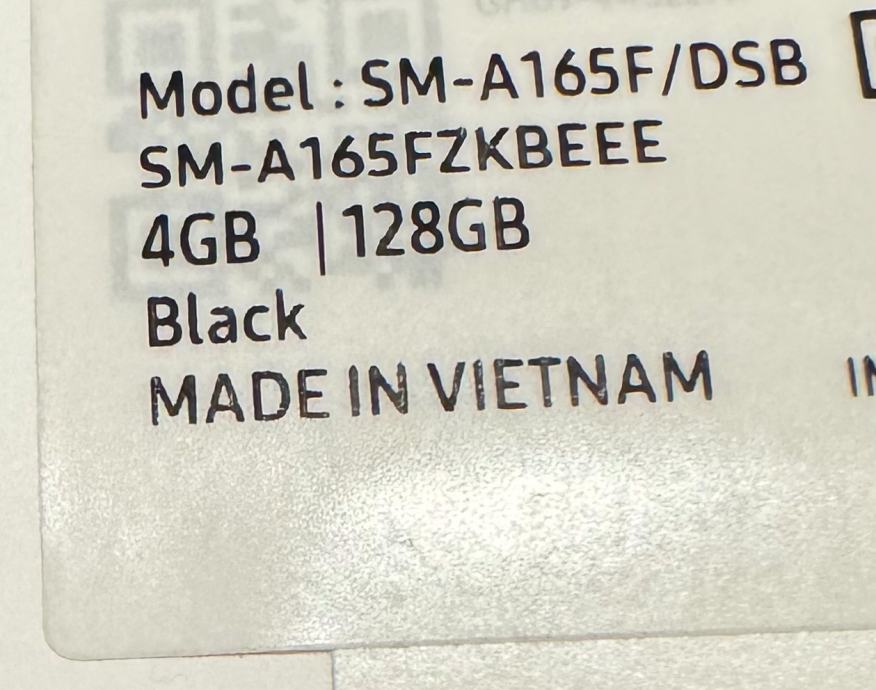 Model : SM-A165F/DSB
SM-A165FZKBEEE
4GB |128GB
Black
MADE IN VIETNAM